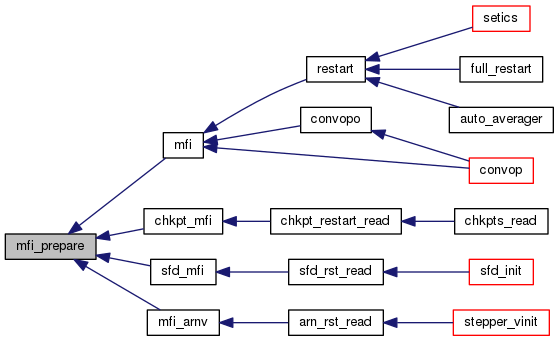 setics
restart
full_restart
auto_averager
convopo
mfi
convop
chkpt_mfi
chkpt_restart_read
chkpts_read
mfi_prepare
sfd_mfi
sfd_rst_read
sfd_init
mfi_arnv
arn_rst_read
stepper_vinit